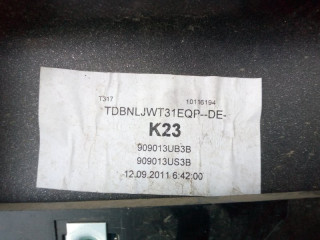 T317 10116194
TDBNLJWT31EQP--DE-
K23
909013UB3B
909013US3B
12.09.2011 6:42:00